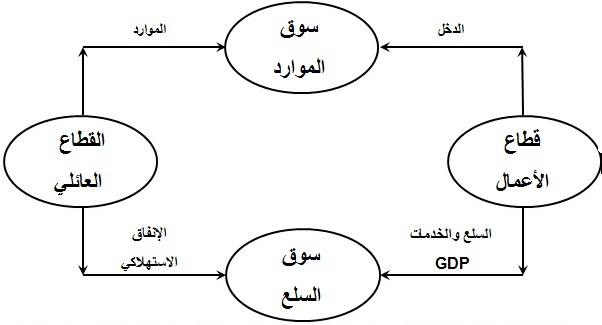 سوق
الموارد
الموارد
الدخل
القطاع
العائلي
قطاع
الأعمال
الإنفاق
الاستهلاكي
السلع والخدمات
GDP
سوق
السلع